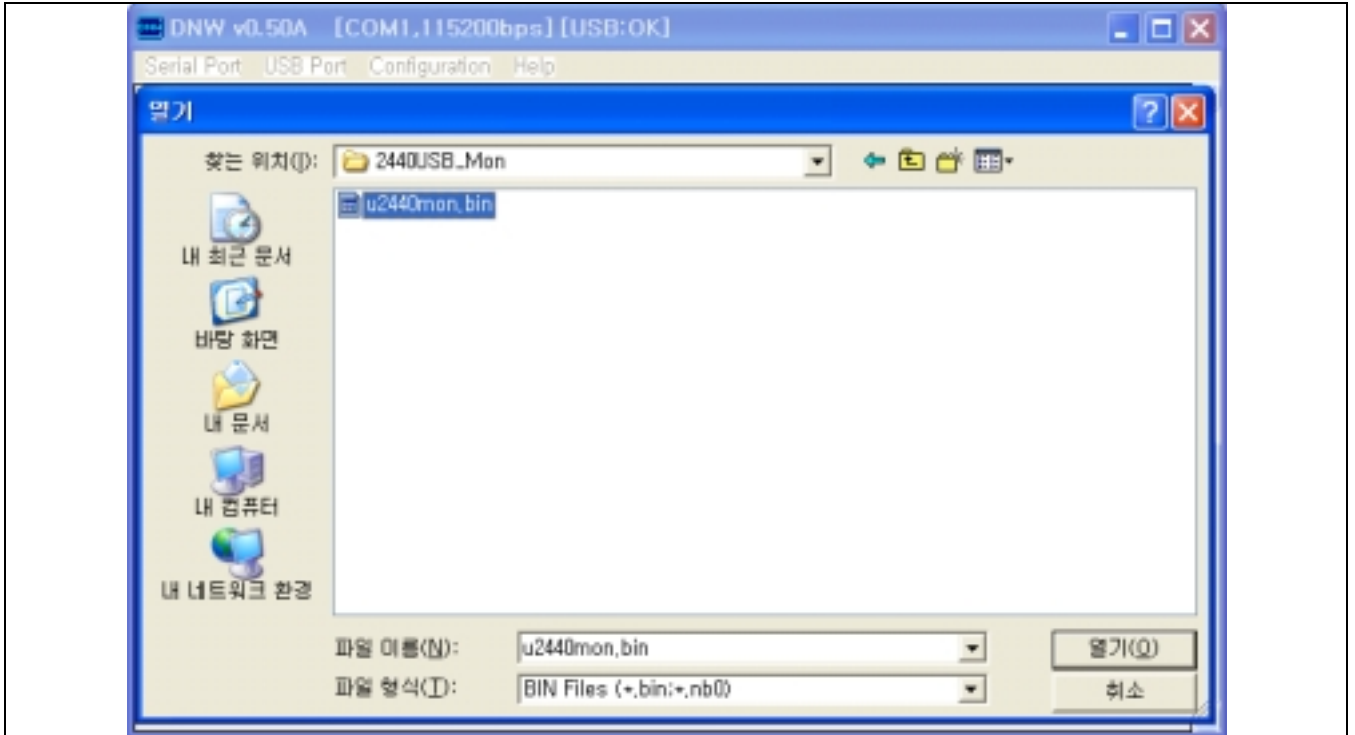 DNW v0.50A [COM1,115200bps] [USB:OK]
Serial Port USB Port Configuration Help
열기
찾는 위치(I): 2440USB_Mon
u2440mon.bin
내 최근 문서
바탕 화면
내 문서
내 컴퓨터
내 네트워크 환경
파일 이름(N): u2440mon.bin 열기(O)
파일 형식(T): BIN Files (*.bin;*.nb0) 취소